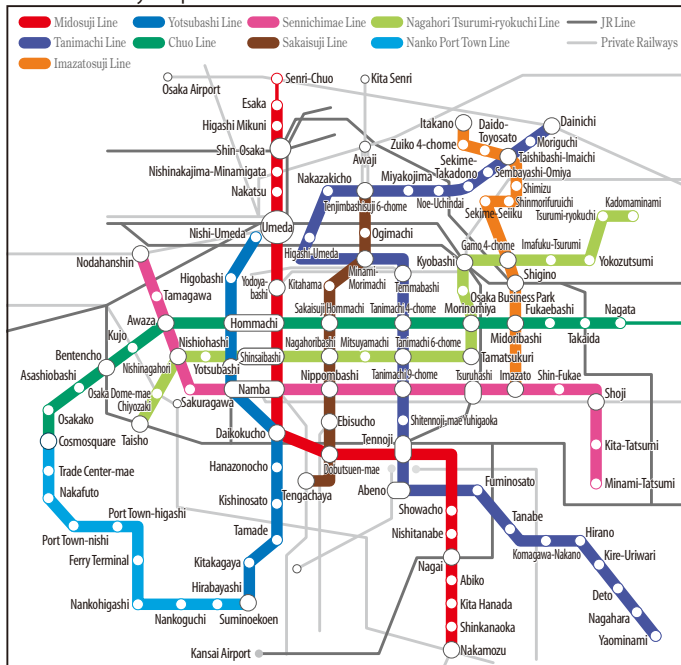 Midosuji Line
Yotsubashi Line
Sennichimae Line
Nagahori Tsurumi-ryokuchi Line
JR Line
Tanimachi Line
Chuo Line
Sakaisuji Line
Nanko Port Town Line
Private Railways
Imazatosuji Line
Senri-Chuo
Kita Senri
Osaka Airport
Esaka
Higashi Mikuni
Itakano
Daido-
Toyosato
Dainichi
Zuiko 4-chome
Moriguchi
Shin-Osaka
Awaji
Sekime-
Takadono
Taishibashi-Imaichi
Nishinakajima-Minamigata
Nakazakicho
Miyakojima
Sembayashi-Omiya
Nakatsu
Tenjimbashisuji 6-chome
Noe-Uchindai
Shimizu
Shinmorifuruichi
Sekime-Seiiku
Tsurumi-ryokuchi
Kadomaminami
Umeda
Nishi-Umeda
Ogimachi
Higashi-Umeda
Gamo 4-chome
Imafuku-Tsurumi
Nodahanshin
Kyobashi
Yokozutsumi
Minami-
Morimachi
Temmabashi
Higobashi
Yodoya-
bashi
Kitahama
Shigino
Tamagawa
Osaka Business Park
Sakaisuji Hommachi
Tanimachi 4-chome
Morinomiya
Fukaebashi
Nagata
Awaza
Hommachi
Kujo
Nishiohashi
Nagahoribashi
Mitsuyamachi
Tanimachi 6-chome
Midoribashi
Takaida
Bentencho
Shinsaibashi
Tamatsukuri
Nishinagahori
Yotsubashi
Asashiobashi
Nippombashi
Tanimachi 9-chome
Tsuruhashi
Imazato
Shin-Fukae
Osaka Dome-mae
Chiyozaki
Namba
Shoji
Sakuragawa
Osakako
Taisho
Ebisucho
Shitennoji-mae Yuhigaoka
Cosmosquare
Daikokucho
Tennoji
Kita-Tatsumi
Trade Center-mae
Hanazonocho
Dobutsuen-mae
Fuminosato
Minami-Tatsumi
Nakafuto
Kishinosato
Tengachaya
Abeno
Port Town-higashi
Showacho
Tanabe
Port Town-nishi
Tamade
Nishitanabe
Hirano
Komagawa-Nakano
Ferry Terminal
Kitakagaya
Nagai
Kire-Uriwari
Abiko
Hirabayashi
Deto
Nankohigashi
Kita Hanada
Nankoguchi
Suminoekoen
Nagahara
Shinkanaoka
Yaominami
Kansai Airport
Nakamozu